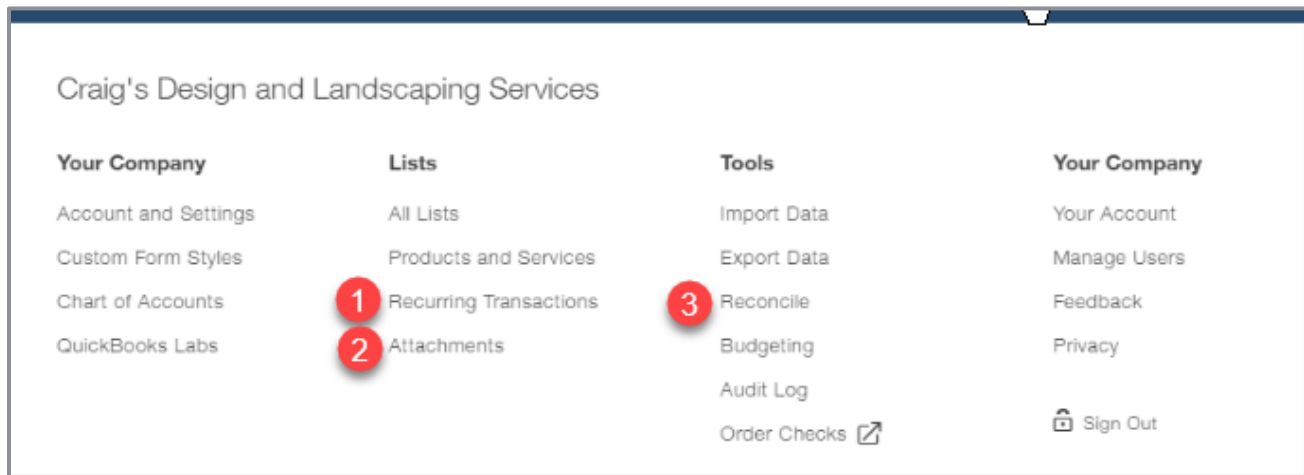 Craig's Design and Landscaping Services
Your Company
Account and Settings
Custom Form Styles
Chart of Accounts
QuickBooks Labs
Lists
All Lists
Products and Services
1 Recurring Transactions
2 Attachments
Tools
Import Data
Export Data
3 Reconcile
Budgeting
Audit Log
Order Checks
Your Company
Your Account
Manage Users
Feedback
Privacy
Sign Out